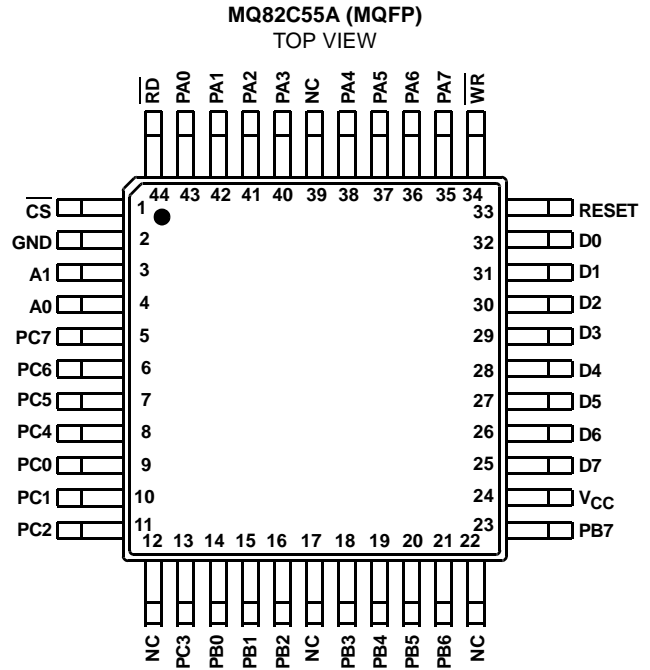 MQ82C55A (MQFP)
TOP VIEW
RD PA0 PA1 PA2 PA3 NC PA4 PA5 PA6 PA7 WR
44 43 42 41 40 39 38 37 36 35 34
CS 1 33 RESET
GND 2 32 D0
A1 3 31 D1
A0 4 30 D2
PC7 5 29 D3
PC6 6 28 D4
PC5 7 27 D5
PC4 8 26 D6
PC0 9 25 D7
PC1 10 24 VCC
PC2 11 23 PB7
12 13 14 15 16 17 18 19 20 21 22
NC PC3 PB0 PB1 PB2 NC PB3 PB4 PB5 PB6 NC